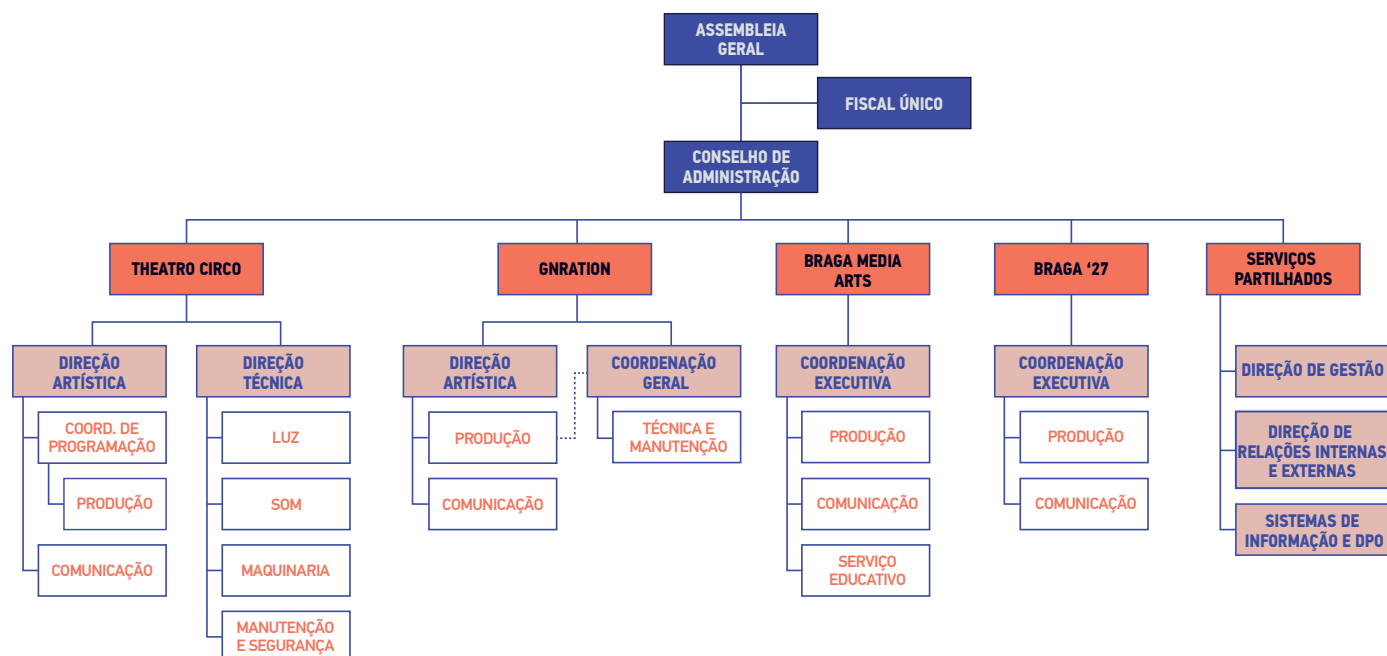 ASSEMBLEIA
GERAL
FISCAL ÚNICO
CONSELHO DE
ADMINISTRAÇÃO
THEATRO CIRCO
GNRATION
BRAGA MEDIA
ARTS
BRAGA ‘27
SERVIÇOS
PARTILHADOS
DIREÇÃO
ARTÍSTICA
DIREÇÃO
TÉCNICA
DIREÇÃO
ARTÍSTICA
COORDENAÇÃO
GERAL
COORDENAÇÃO
EXECUTIVA
COORDENAÇÃO
EXECUTIVA
DIREÇÃO DE GESTÃO
COORD. DE
PROGRAMAÇÃO
LUZ
PRODUÇÃO
TÉCNICA E
MANUTENÇÃO
PRODUÇÃO
PRODUÇÃO
DIREÇÃO DE
RELAÇÕES INTERNAS
E EXTERNAS
PRODUÇÃO
SOM
COMUNICAÇÃO
COMUNICAÇÃO
COMUNICAÇÃO
SISTEMAS DE
INFORMAÇÃO E DPO
COMUNICAÇÃO
MAQUINARIA
SERVIÇO
EDUCATIVO
MANUTENÇÃO
E SEGURANÇA